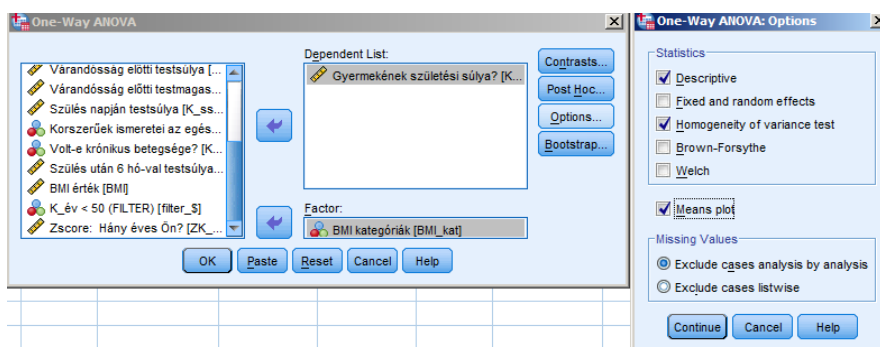 One-Way ANOVA
Dependent List:
Várandósság előtti testsúlya [...
Várandósság előtti testmagas...
Szülés napján testsúlya [K_ss...
Korszerűek ismeretei az egés...
Volt-e krónikus betegsége? [K...
Szülés után 6 hó-val testsúlya...
BMI érték [BMI]
K_év < 50 (FILTER) [filter_$]
Zscore: Hány éves Ön? [ZK_...
Gyermekének születési súlya? [K...
Factor:
BMI kategóriák [BMI_kat]
Contrasts...
Post Hoc...
Options...
Bootstrap...
OK Paste Reset Cancel Help
One-Way ANOVA: Options
Statistics
Descriptive
Fixed and random effects
Homogeneity of variance test
Brown-Forsythe
Welch
Means plot
Missing Values
Exclude cases analysis by analysis
Exclude cases listwise
Continue Cancel Help